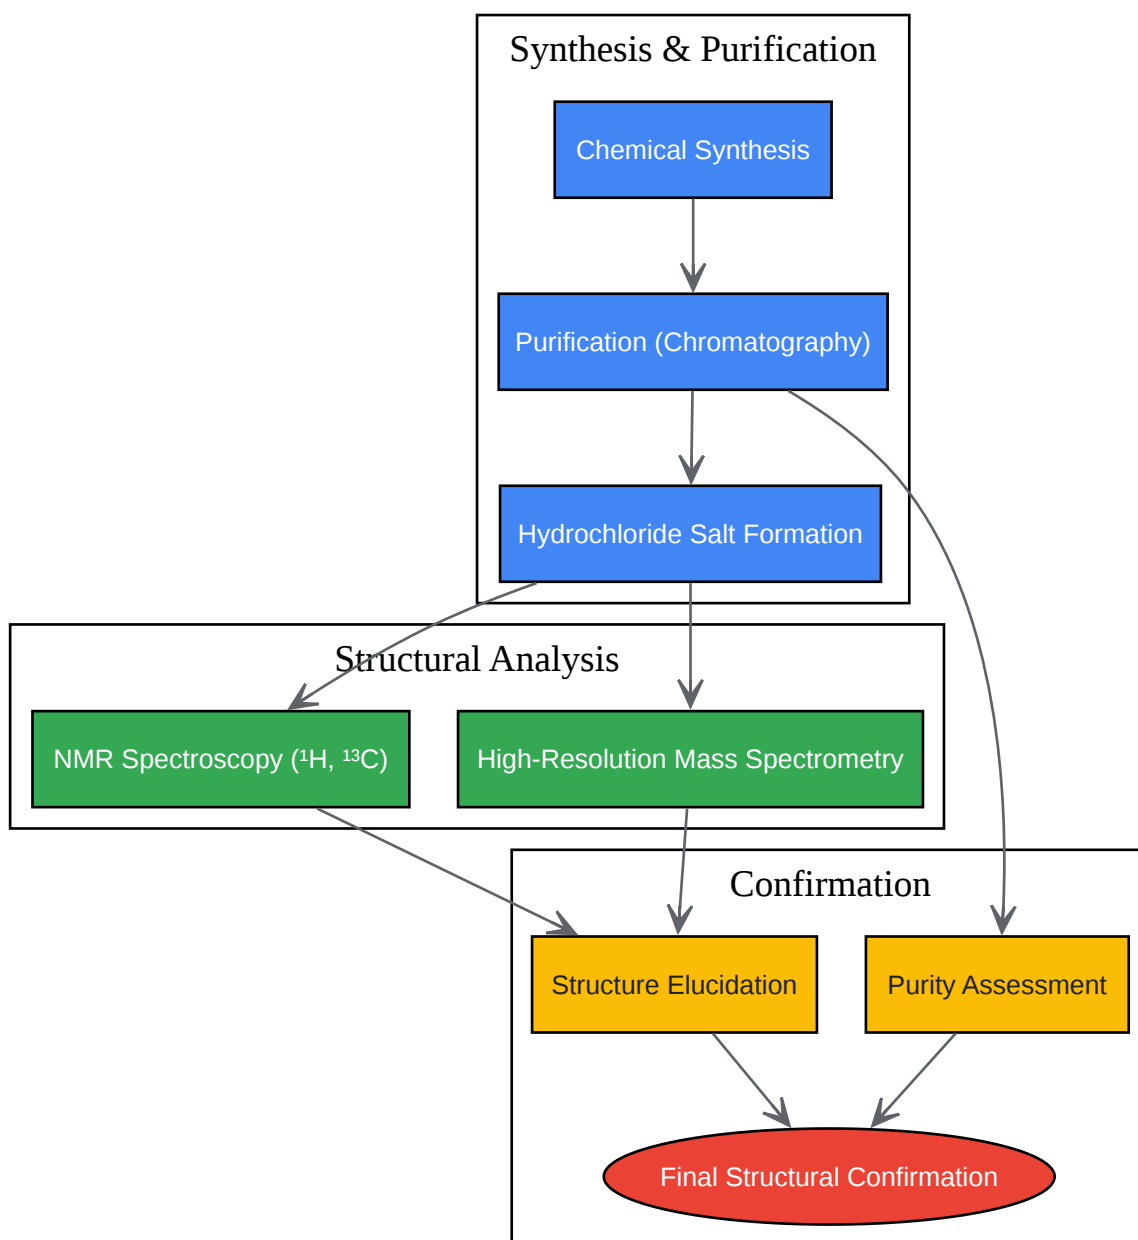 Synthesis & Purification
Chemical Synthesis
Purification (Chromatography)
Hydrochloride Salt Formation
Structural Analysis
NMR Spectroscopy (¹H, ¹³C)
High-Resolution Mass Spectrometry
Confirmation
Structure Elucidation
Purity Assessment
Final Structural Confirmation